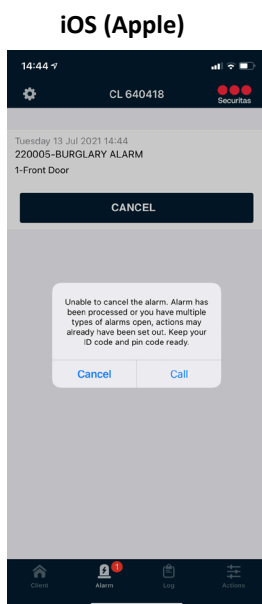 iOS (Apple)
14:44
CL 640418
Securitas
Tuesday 13 Jul 2021 14:44
220005-BURGLARY ALARM
1-Front Door
CANCEL
Unable to cancel the alarm. Alarm has
been processed or you have multiple
types of alarms open, actions may
already have been set out. Keep your
ID code and pin code ready.
Cancel
Call
1
Client
Alarm
Log
Actions